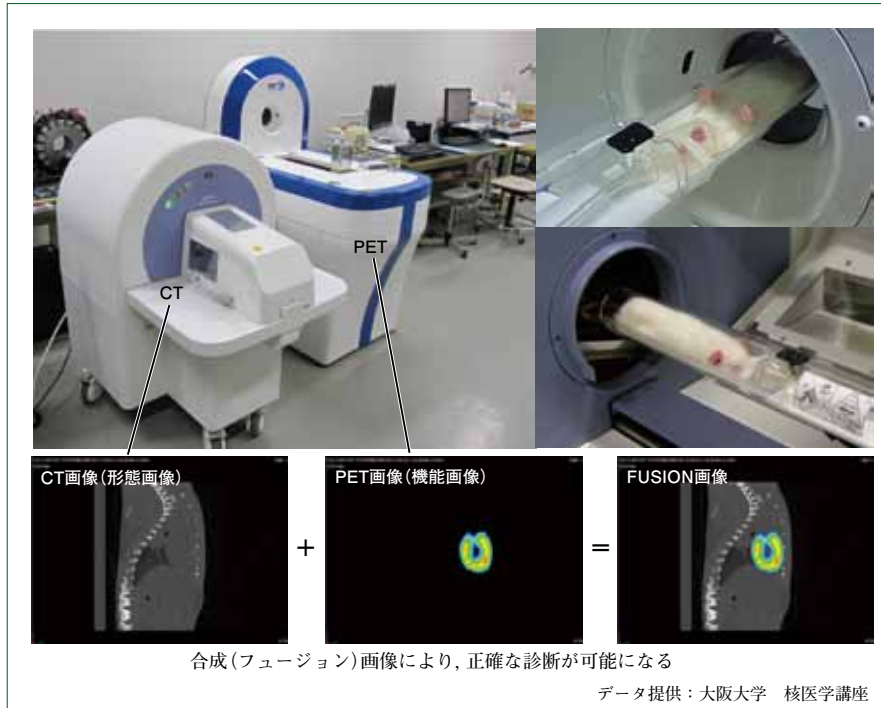 CT
PET
CT画像（形態画像）
PET画像（機能画像）
FUSION画像
+
=
合成（フュージョン）画像により，正確な診断が可能になる
データ提供：大阪大学　核医学講座